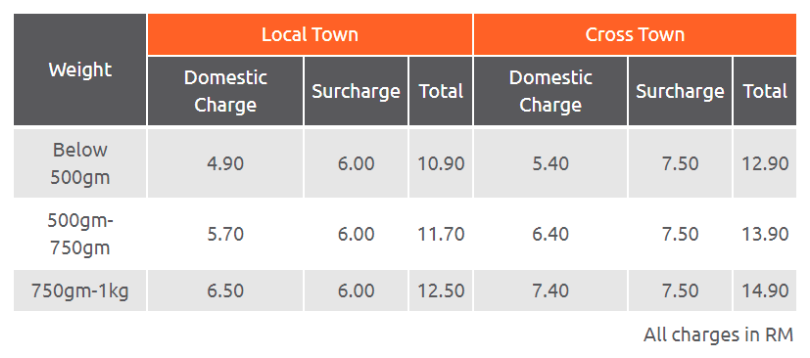 Local Town Cross Town
Weight Domestic Charge Surcharge Total Domestic Charge Surcharge Total
Below 500gm 4.90 6.00 10.90 5.40 7.50 12.90
500gm-750gm 5.70 6.00 11.70 6.40 7.50 13.90
750gm-1kg 6.50 6.00 12.50 7.40 7.50 14.90
All charges in RM